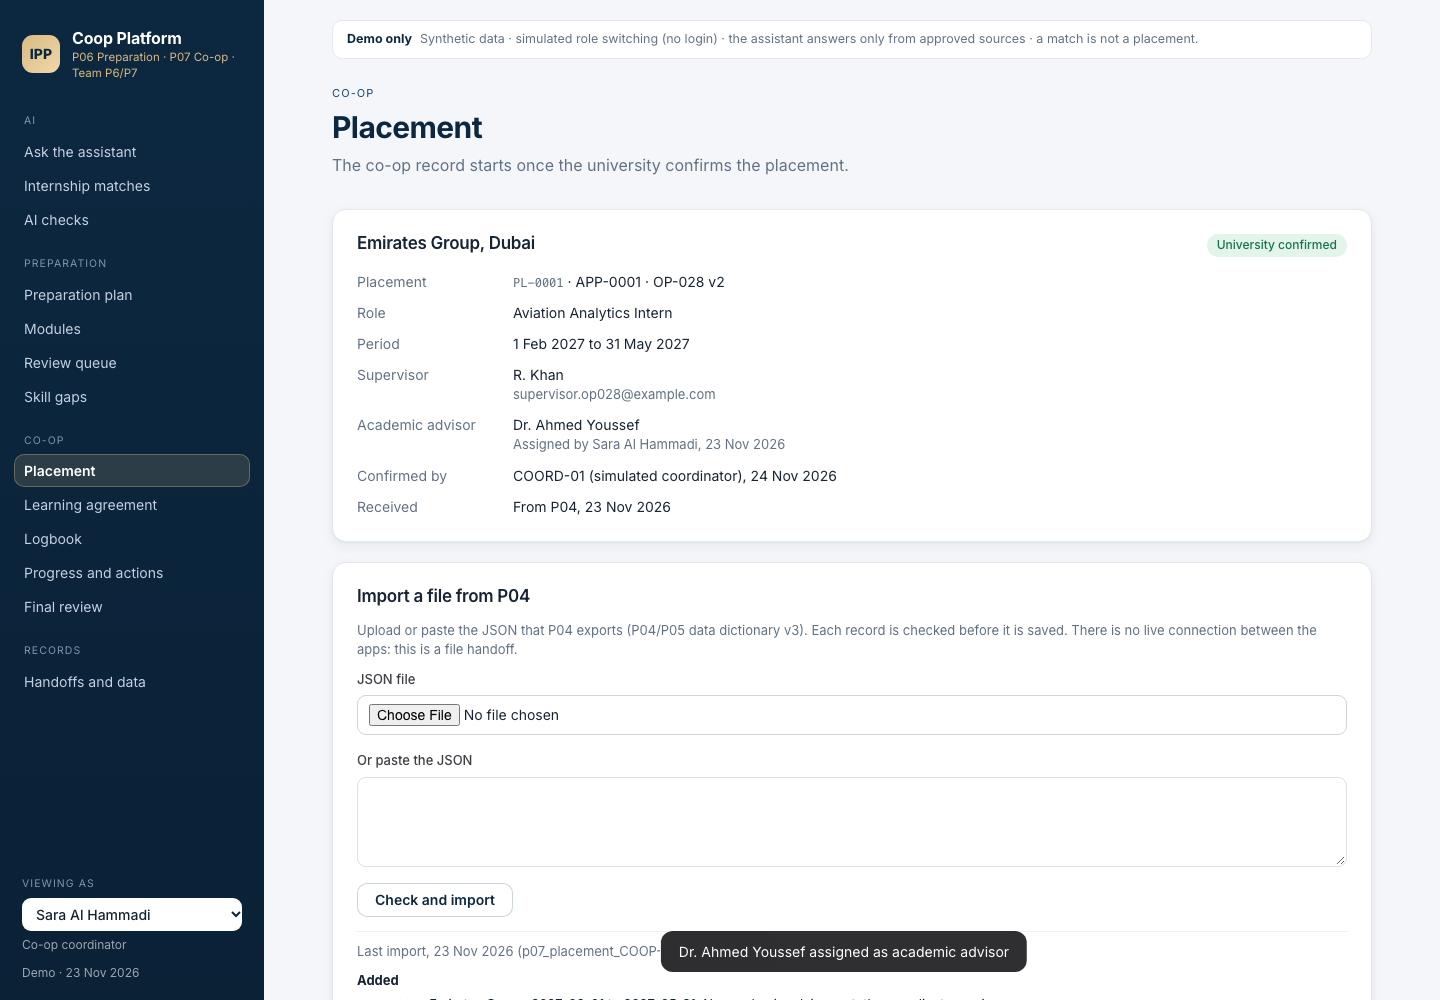 IPP
Coop Platform
P06 Preparation · P07 Co-op ·
Team P6/P7
AI
Ask the assistant
Internship matches
AI checks
PREPARATION
Preparation plan
Modules
Review queue
Skill gaps
CO-OP
Placement
Learning agreement
Logbook
Progress and actions
Final review
RECORDS
Handoffs and data
VIEWING AS
Sara Al Hammadi
Co-op coordinator
Demo · 23 Nov 2026
Demo only Synthetic data · simulated role switching (no login) · the assistant answers only from approved sources · a match is not a placement.
CO-OP
Placement
The co-op record starts once the university confirms the placement.
Emirates Group, Dubai
University confirmed
Placement PL-0001 · APP-0001 · OP-028 v2
Role Aviation Analytics Intern
Period 1 Feb 2027 to 31 May 2027
Supervisor R. Khan
supervisor.op028@example.com
Academic advisor Dr. Ahmed Youssef
Assigned by Sara Al Hammadi, 23 Nov 2026
Confirmed by COORD-01 (simulated coordinator), 24 Nov 2026
Received From P04, 23 Nov 2026
Import a file from P04
Upload or paste the JSON that P04 exports (P04/P05 data dictionary v3). Each record is checked before it is saved. There is no live connection between the
apps: this is a file handoff.
JSON file
Choose File No file chosen
Or paste the JSON
Check and import
Last import, 23 Nov 2026 (p07_placement_COOP-
Dr. Ahmed Youssef assigned as academic advisor
Added